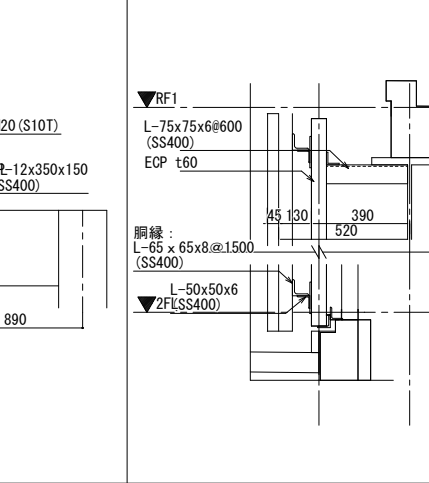 20(S10T)
PL-12x350x150
SS400)
890
▼RF1
L-75x75x6@600
(SS400)
ECP t60
45 130 390
520
胴縁：
L-65 x 65x8@1500
(SS400)
L-50x50x6
(SS400)
▼2FL